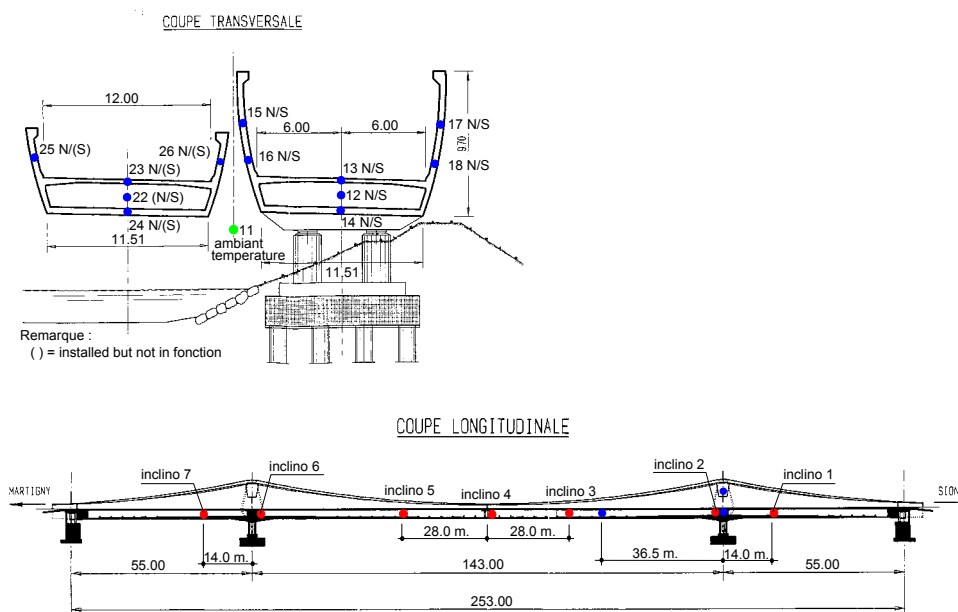 COUPE TRANSVERSALE
12.00
15 N/S
6.00
6.00
17 N/S
9.70
25 N/(S)
26 N/(S)
16 N/S
18 N/S
23 N/(S)
13 N/S
22 (N/S)
12 N/S
24 N/(S)
14 N/S
11.51
11
ambiant
temperature
11.51
Remarque :
( ) = installed but not in fonction
COUPE LONGITUDINALE
inclino 7
inclino 6
inclino 5
inclino 4
inclino 3
inclino 2
inclino 1
MARTIGNY
SION
28.0 m.
28.0 m.
14.0 m.
36.5 m.
14.0 m.
55.00
143.00
55.00
253.00